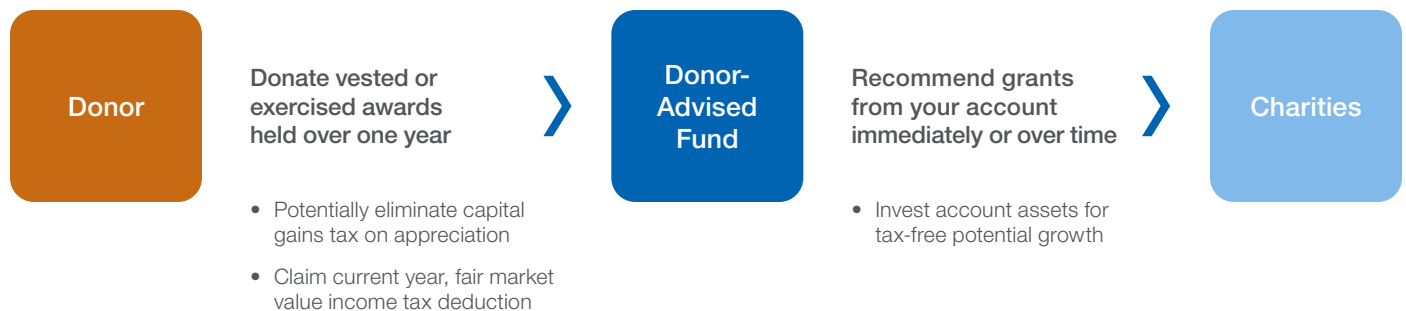 Donor
Donate vested or
exercised awards
held over one year
• Potentially eliminate capital
gains tax on appreciation
• Claim current year, fair market
value income tax deduction
Donor-
Advised
Fund
Recommend grants
from your account
immediately or over time
• Invest account assets for
tax-free potential growth
Charities